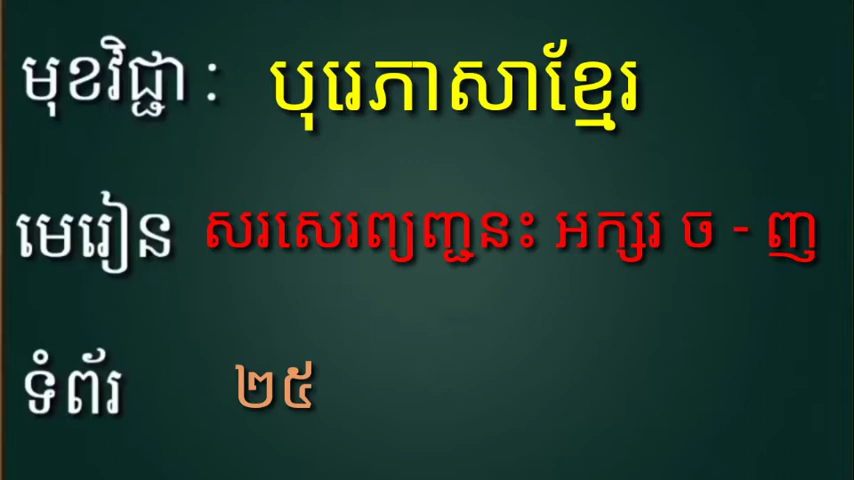 មុខវិជ្ជា : បុរេភាសាខ្មែរ
មេរៀន សរសេរព្យញ្ជនះ អក្សរ ច - ញ
ទំព័រ ២៥